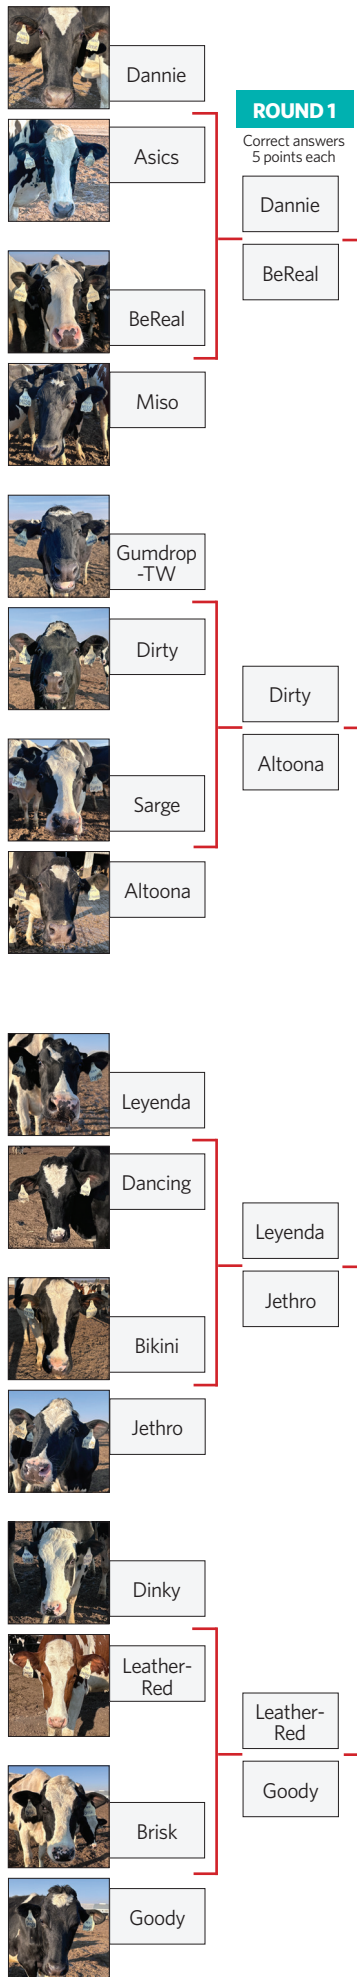 Dannie
Asics
BeReal
Miso
Gumdrop
-TW
Dirty
Sarge
Altoona
Leyenda
Dancing
Bikini
Jethro
Dinky
Leather-
Red
Brisk
Goody
ROUND 1
Correct answers
5 points each
Dannie
BeReal
Dirty
Altoona
Leyenda
Jethro
Leather-
Red
Goody